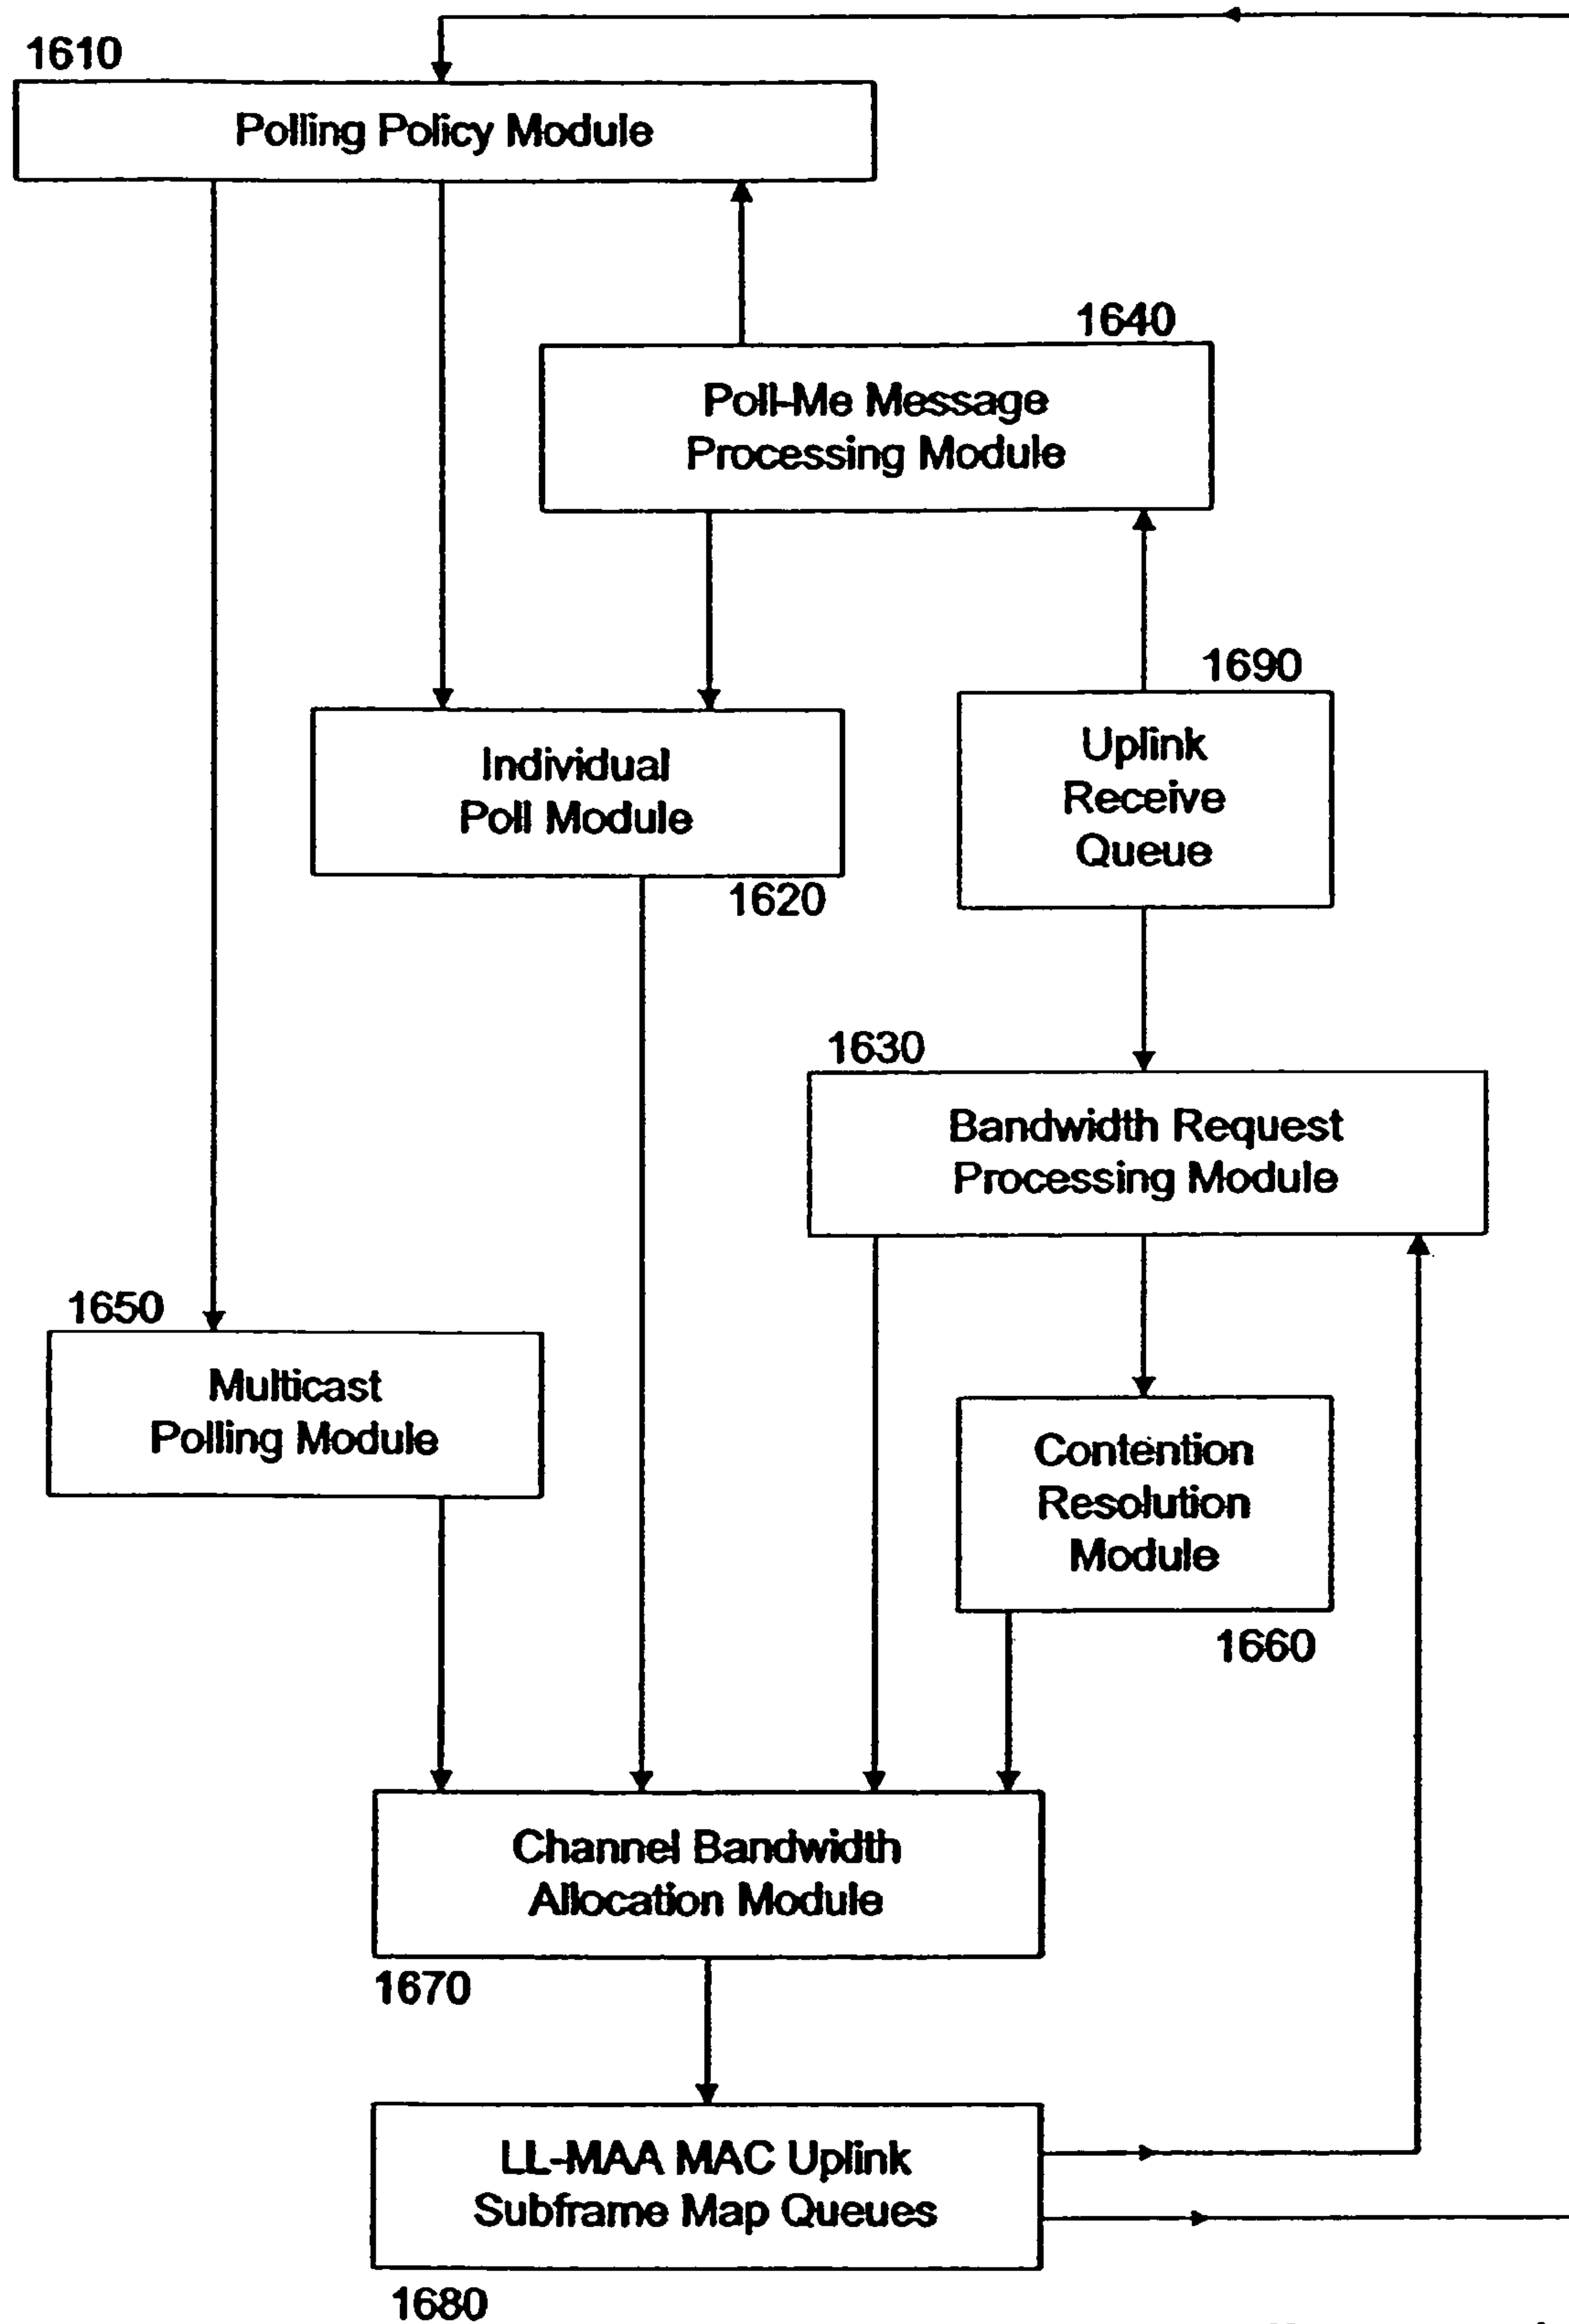 1610
Polling Policy Module
1640
Poll-Me Message
Processing Module
1690
Uplink
Receive
Queue
Individual
Poll Module
1620
1630
Bandwidth Request
Processing Module
1650
Multicast
Polling Module
Contention
Resolution
Module
1660
Channel Bandwidth
Allocation Module
1670
LL-MAA MAC Uplink
Subframe Map Queues
1680